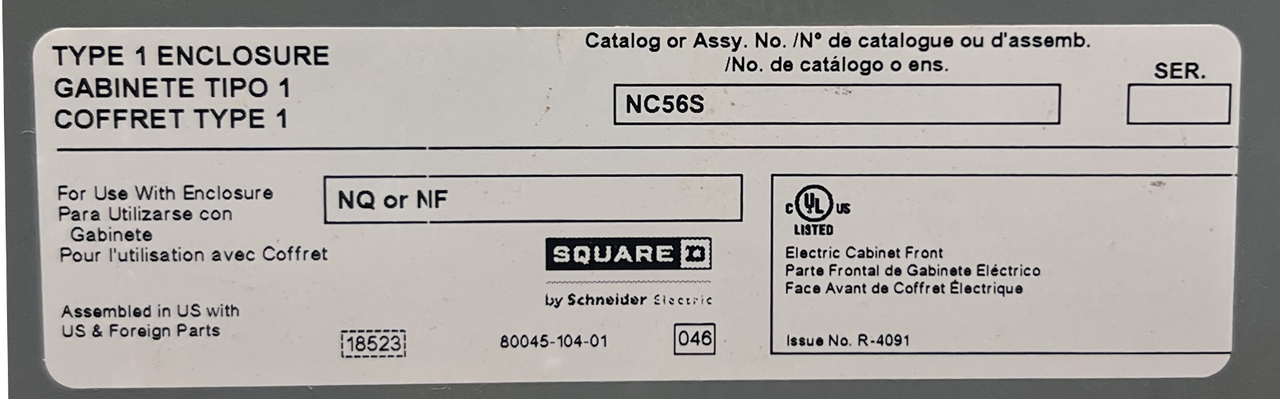 TYPE 1 ENCLOSURE
GABINETE TIPO 1
COFFRET TYPE 1
Catalog or Assy. No. /N° de catalogue ou d'assemb.
/No. de catálogo o ens.
NC56S
SER.
For Use With Enclosure
Para Utilizarse con
Gabinete
Pour l'utilisation avec Coffret
NQ or NF
SQUARE D
by Schneider Electric
Assembled in US with
US & Foreign Parts
18523
80045-104-01
046
C UL US
LISTED
Electric Cabinet Front
Parte Frontal de Gabinete Eléctrico
Face Avant de Coffret Électrique
Issue No. R-4091